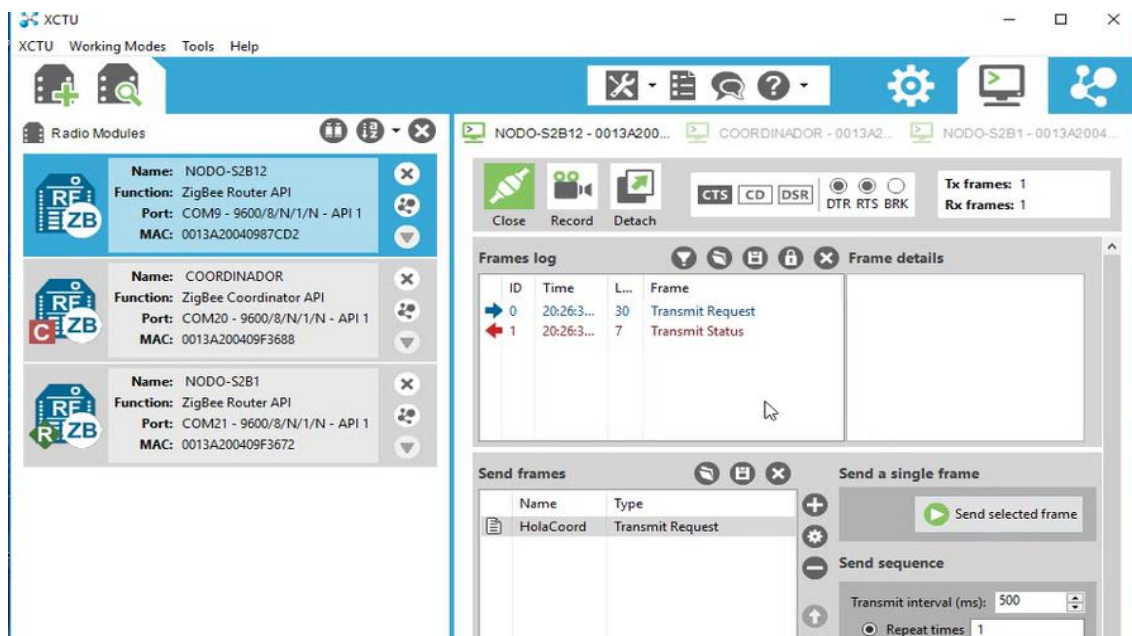 XCTU
XCTU Working Modes Tools Help
Radio Modules
Name: NODO-S2B12
Function: ZigBee Router API
Port: COM9 - 9600/8/N/1/N - API 1
MAC: 0013A20040987CD2
RF
ZB
Name: COORDINADOR
Function: ZigBee Coordinator API
Port: COM20 - 9600/8/N/1/N - API 1
MAC: 0013A200409F3688
RF
C ZB
Name: NODO-S2B1
Function: ZigBee Router API
Port: COM21 - 9600/8/N/1/N - API 1
MAC: 0013A200409F3672
RF
R ZB
NODO-S2B12 - 0013A200... COORDINADOR - 0013A2... NODO-S2B1 - 0013A2004...
Close Record Detach
CTS CD DSR DTR RTS BRK
Tx frames: 1
Rx frames: 1
Frames log
ID Time L... Frame
0 20:26:3... 30 Transmit Request
1 20:26:3... 7 Transmit Status
Frame details
Send frames
Name Type
HolaCoord Transmit Request
Send a single frame
Send selected frame
Send sequence
Transmit interval (ms): 500
Repeat times 1